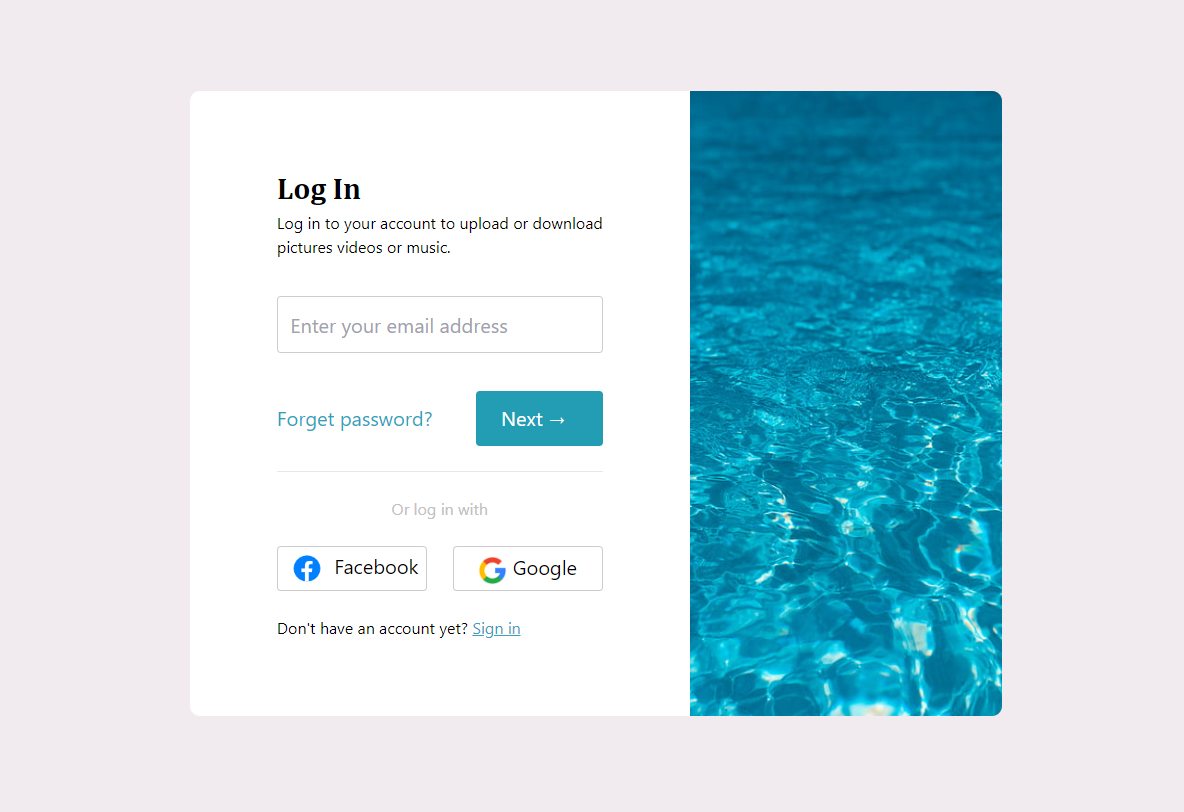 Log In
Log in to your account to upload or download
pictures videos or music.
Enter your email address
Forget password?
Next →
Or log in with
Facebook
Google
Don't have an account yet? Sign in